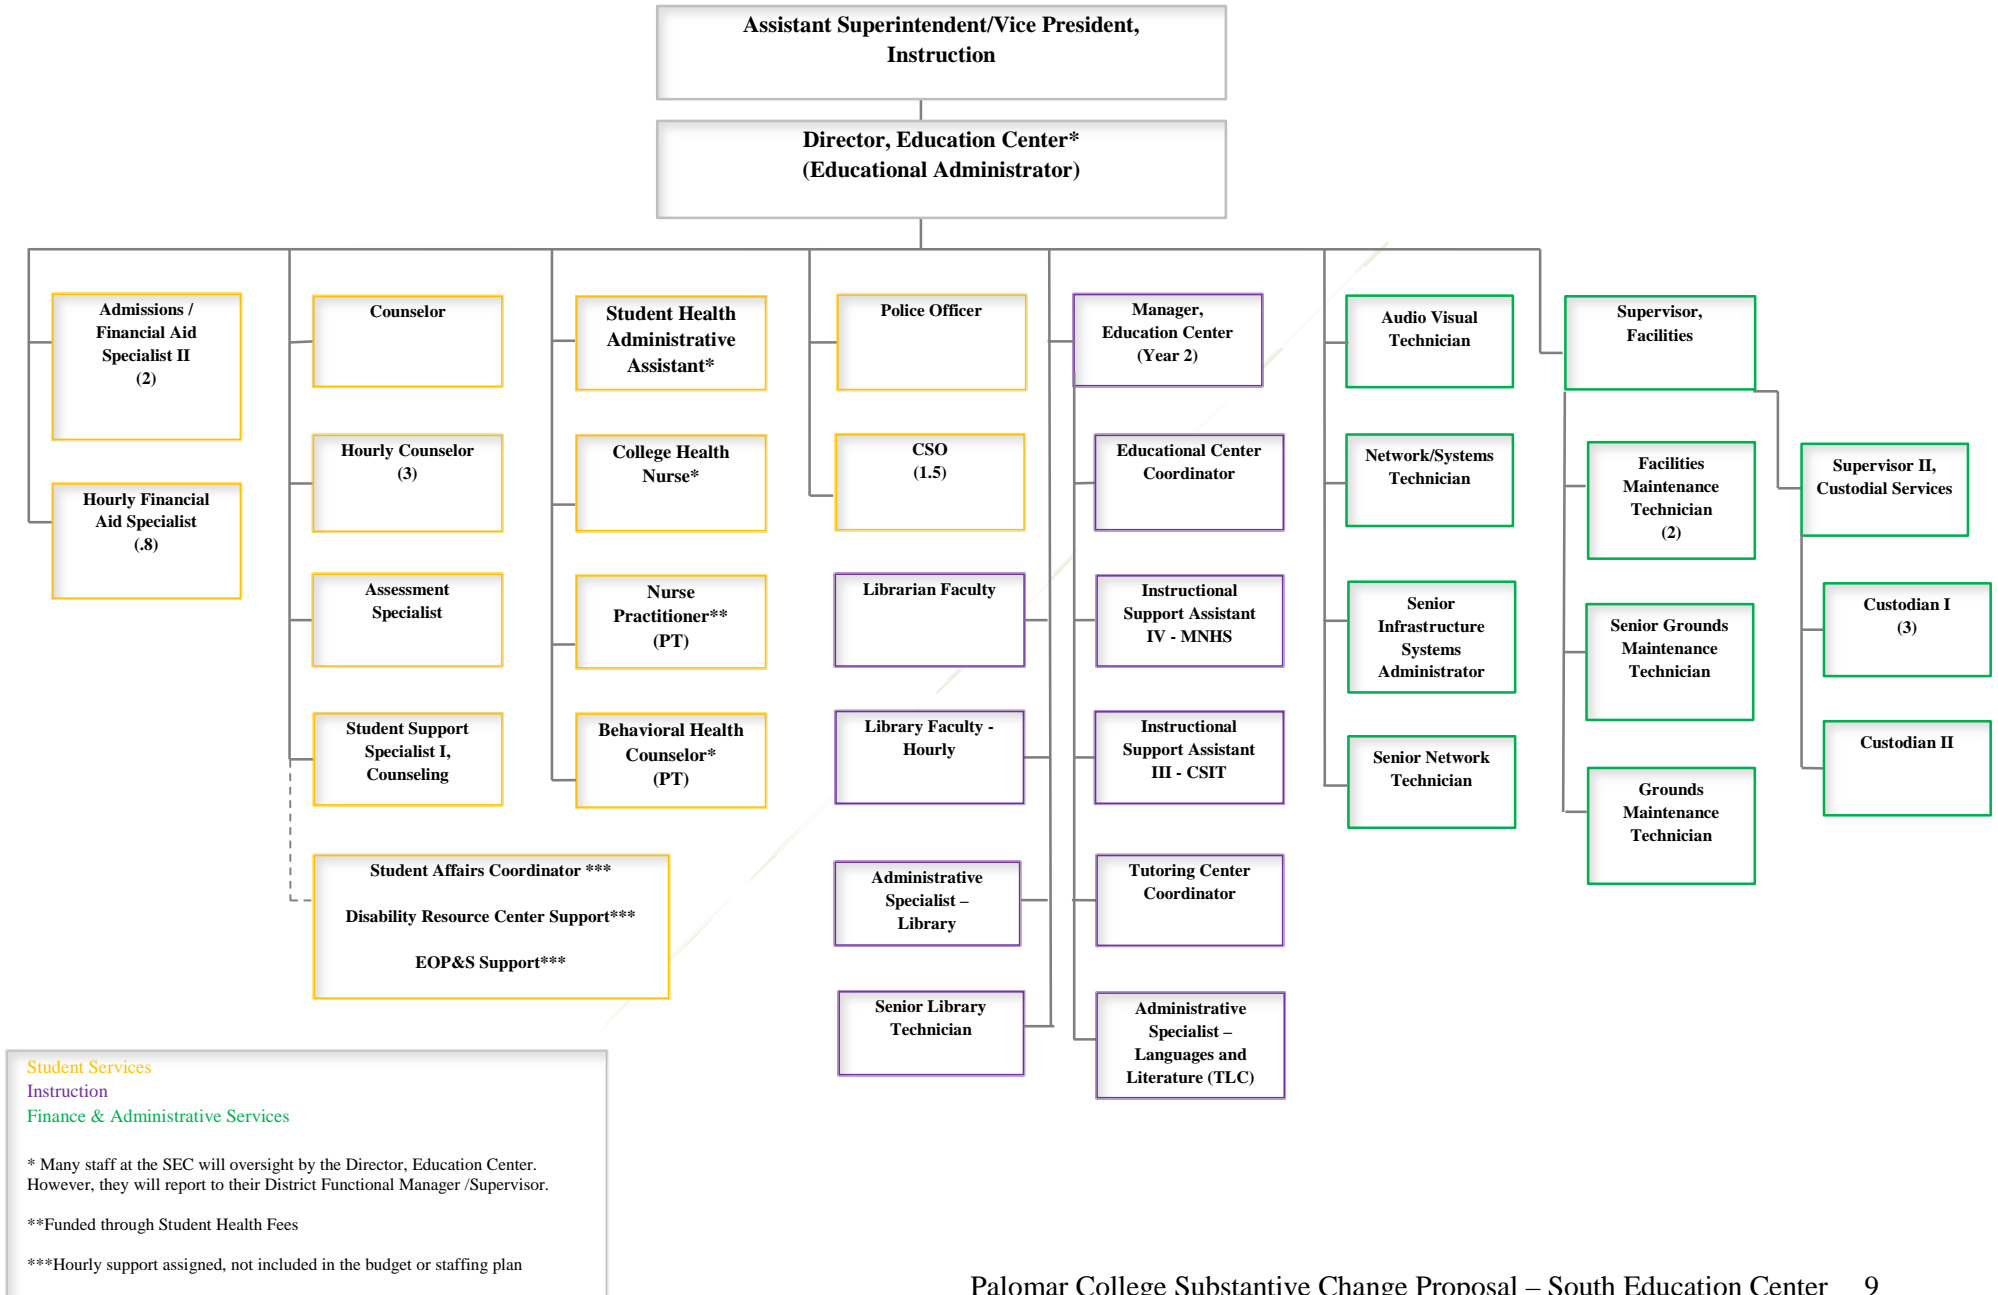 Assistant Superintendent/Vice President,
Instruction
Director, Education Center*
(Educational Administrator)
Admissions /
Financial Aid
Specialist II
(2)
Hourly Financial
Aid Specialist
(.8)
Counselor
Hourly Counselor
(3)
Assessment
Specialist
Student Support
Specialist I,
Counseling
Student Affairs Coordinator ***
Disability Resource Center Support***
EOP&S Support***
Student Health
Administrative
Assistant*
College Health
Nurse*
Nurse
Practitioner**
(PT)
Behavioral Health
Counselor*
(PT)
Police Officer
CSO
(1.5)
Librarian Faculty
Library Faculty -
Hourly
Administrative
Specialist –
Library
Senior Library
Technician
Manager,
Education Center
(Year 2)
Educational Center
Coordinator
Instructional
Support Assistant
IV - MNHS
Instructional
Support Assistant
III - CSIT
Tutoring Center
Coordinator
Administrative
Specialist –
Languages and
Literature (TLC)
Audio Visual
Technician
Network/Systems
Technician
Senior
Infrastructure
Systems
Administrator
Senior Network
Technician
Supervisor,
Facilities
Facilities
Maintenance
Technician
(2)
Senior Grounds
Maintenance
Technician
Grounds
Maintenance
Technician
Supervisor II,
Custodial Services
Custodian I
(3)
Custodian II
Student Services
Instruction
Finance & Administrative Services
* Many staff at the SEC will oversight by the Director, Education Center.
However, they will report to their District Functional Manager /Supervisor.
**Funded through Student Health Fees
***Hourly support assigned, not included in the budget or staffing plan
Palomar College Substantive Change Proposal – South Education Center 9